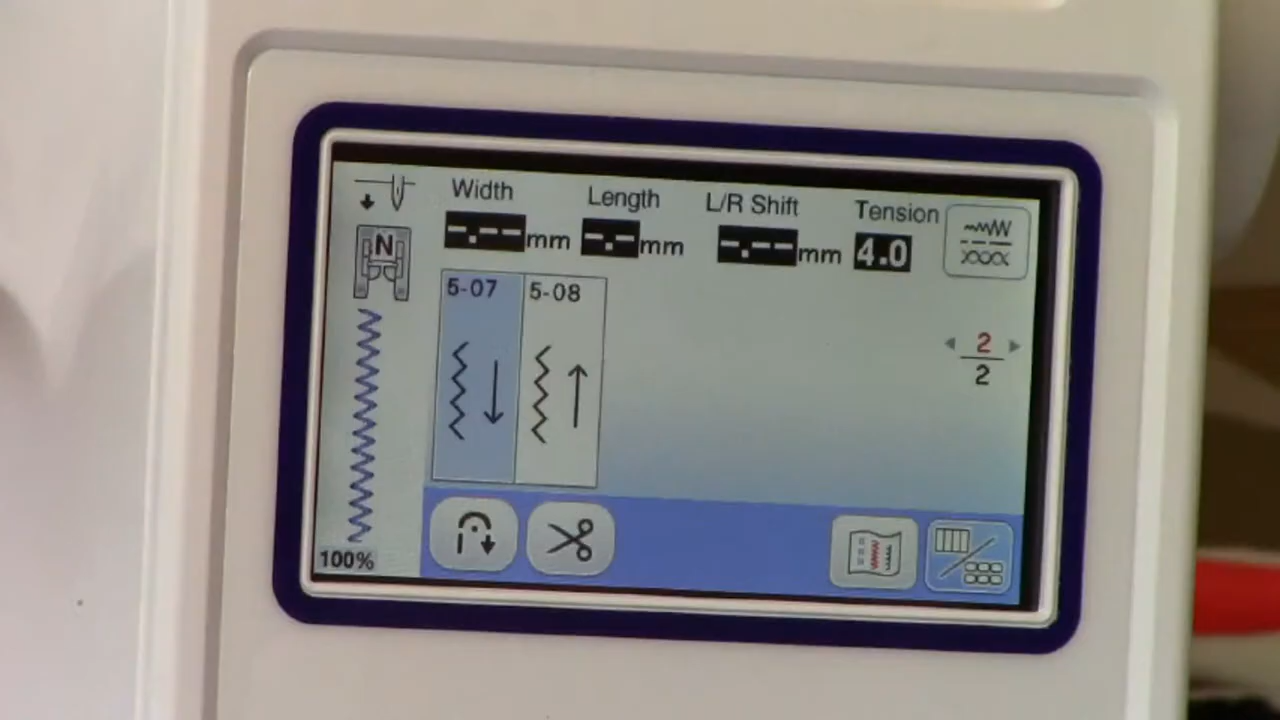 Width Length L/R Shift Tension
-.--mm -.-mm -.--mm 4.0
N
5-07 5-08
2
2
100%